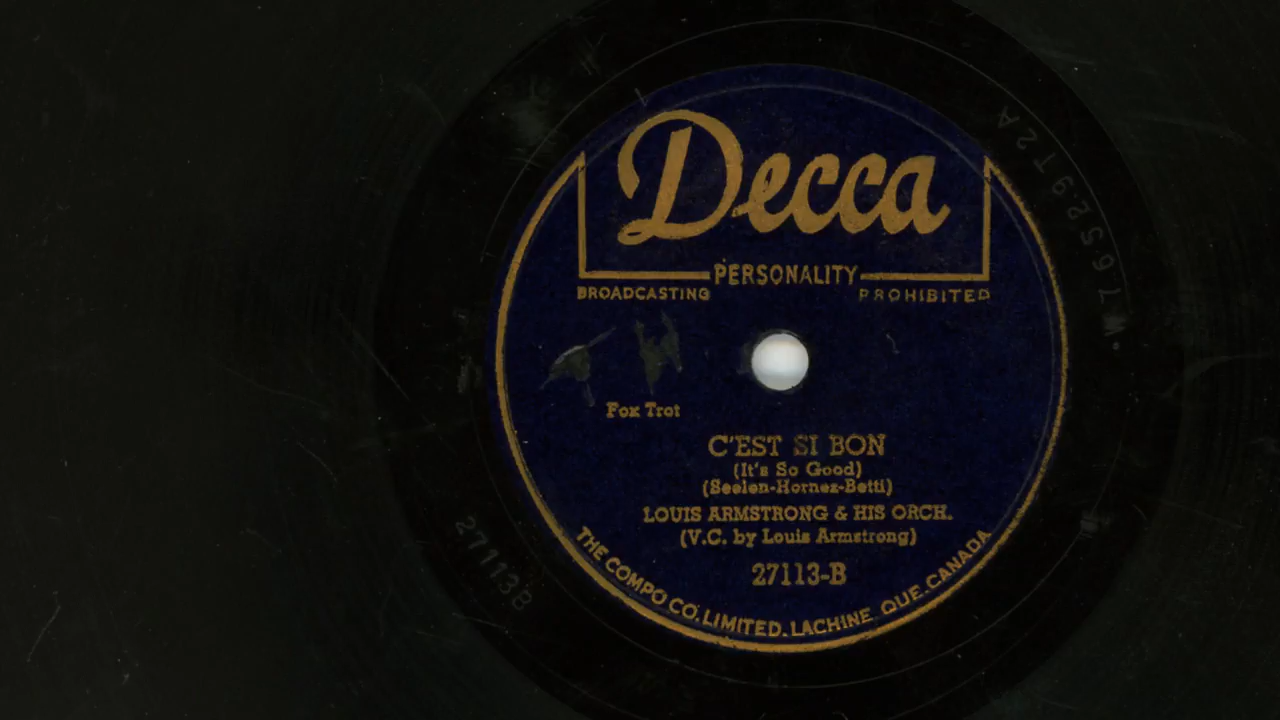 Decca
PERSONALITY
BROADCASTING PROHIBITED
Fox Trot
C'EST SI BON
(It's So Good)
(Seelen-Hornez-Betti)
LOUIS ARMSTRONG & HIS ORCH.
(V.C. by Louis Armstrong)
27113-B
THE COMPO CO. LIMITED. LACHINE, QUE. CANADA
27113B